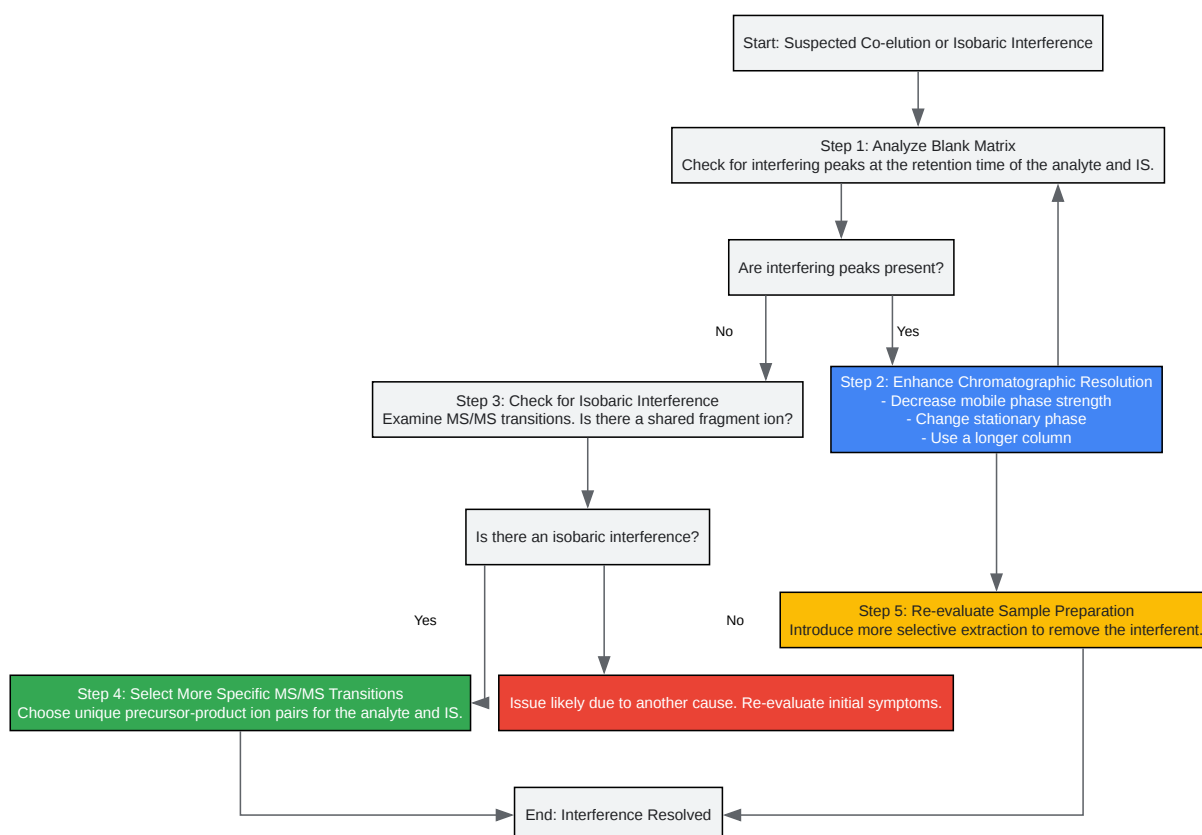 Start: Suspected Co-elution or Isobaric Interference
Step 1: Analyze Blank Matrix
Check for interfering peaks at the retention time of the analyte and IS.
Are interfering peaks present?
No
Yes
Step 2: Enhance Chromatographic Resolution
- Decrease mobile phase strength
- Change stationary phase
- Use a longer column
Step 3: Check for Isobaric Interference
Examine MS/MS transitions. Is there a shared fragment ion?
Is there an isobaric interference?
Yes
No
Step 5: Re-evaluate Sample Preparation
Introduce more selective extraction to remove the interferent.
Step 4: Select More Specific MS/MS Transitions
Choose unique precursor-product ion pairs for the analyte and IS.
Issue likely due to another cause. Re-evaluate initial symptoms.
End: Interference Resolved